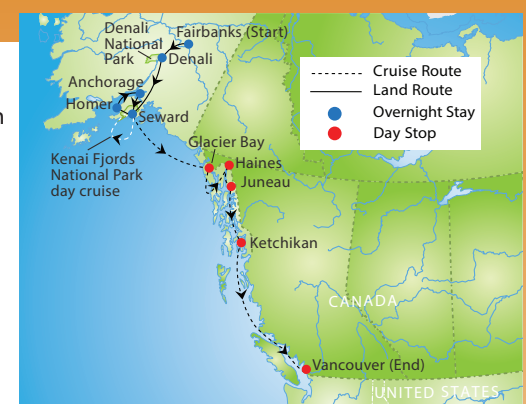 Denali
National
Park
Fairbanks (Start)
Denali
Anchorage
Homer
Seward
Kenai Fjords
National Park
day cruise
Glacier Bay
Haines
Juneau
Ketchikan
Cruise Route
Land Route
Overnight Stay
Day Stop
CANADA
Vancouver (End)
UNITED STATES
n